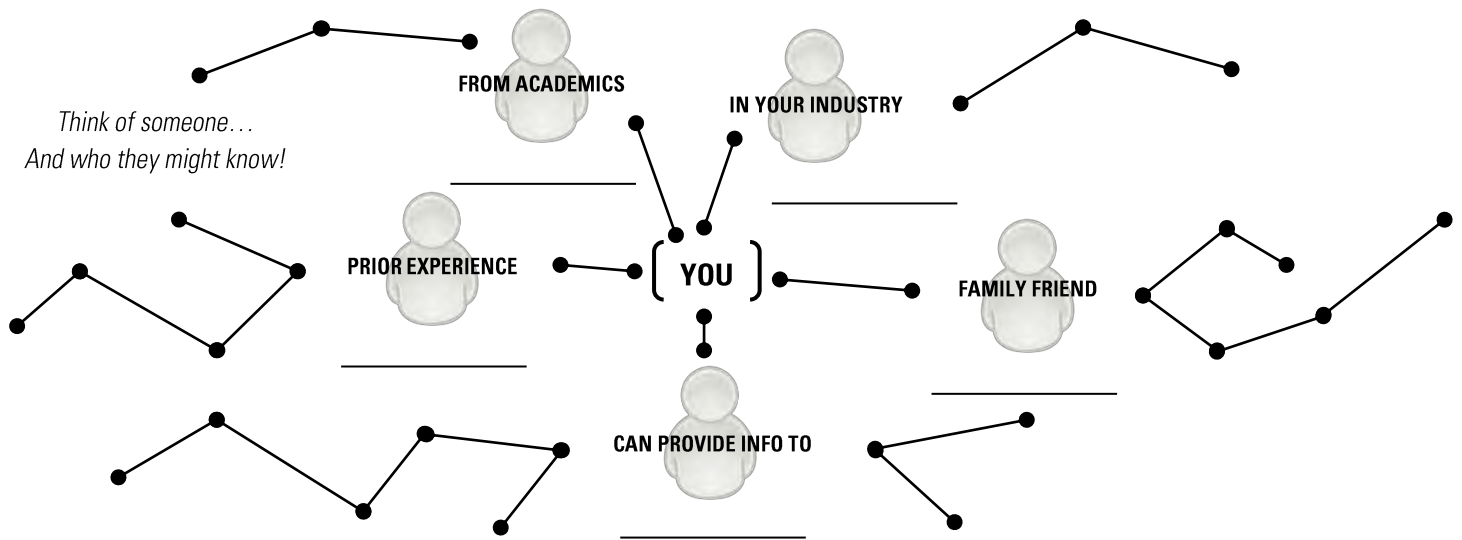 FROM ACADEMICS
IN YOUR INDUSTRY
Think of someone…
And who they might know!
PRIOR EXPERIENCE
YOU
FAMILY FRIEND
CAN PROVIDE INFO TO